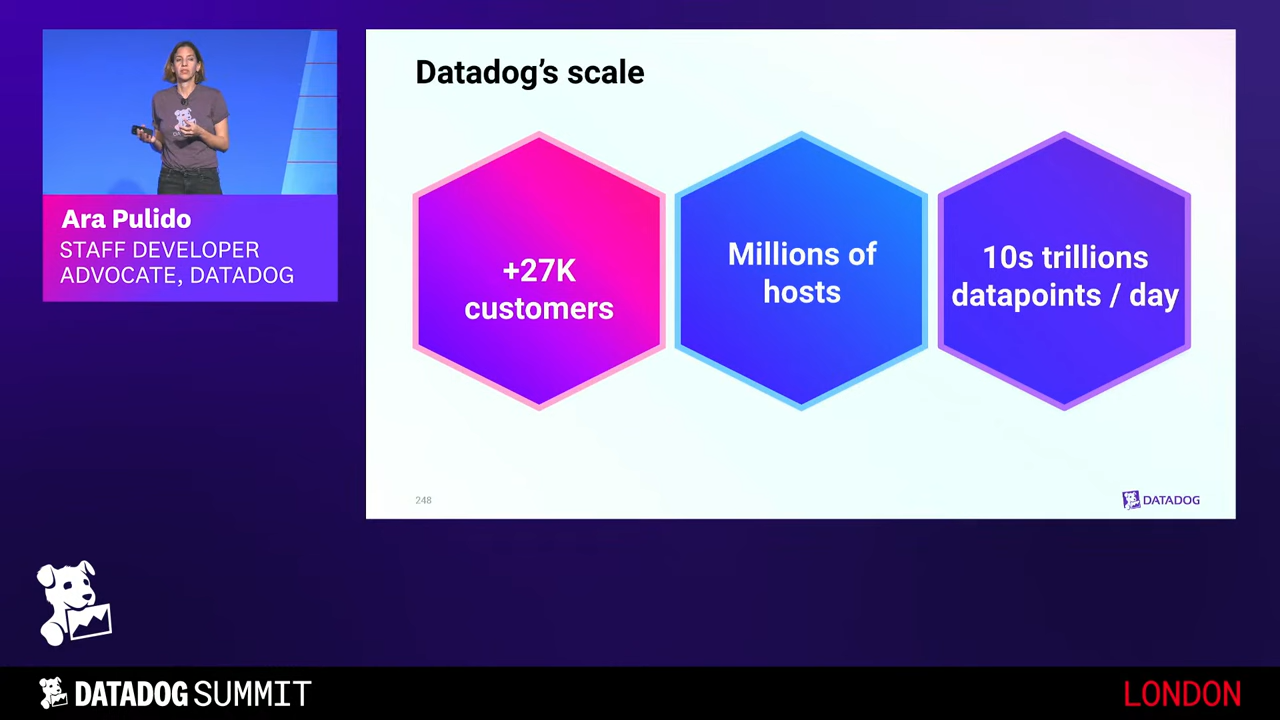 Ara Pulido
STAFF DEVELOPER
ADVOCATE, DATADOG
Datadog's scale
+27K
customers
Millions of
hosts
10s trillions
datapoints / day
248
DATADOG
DATADOG SUMMIT
LONDON